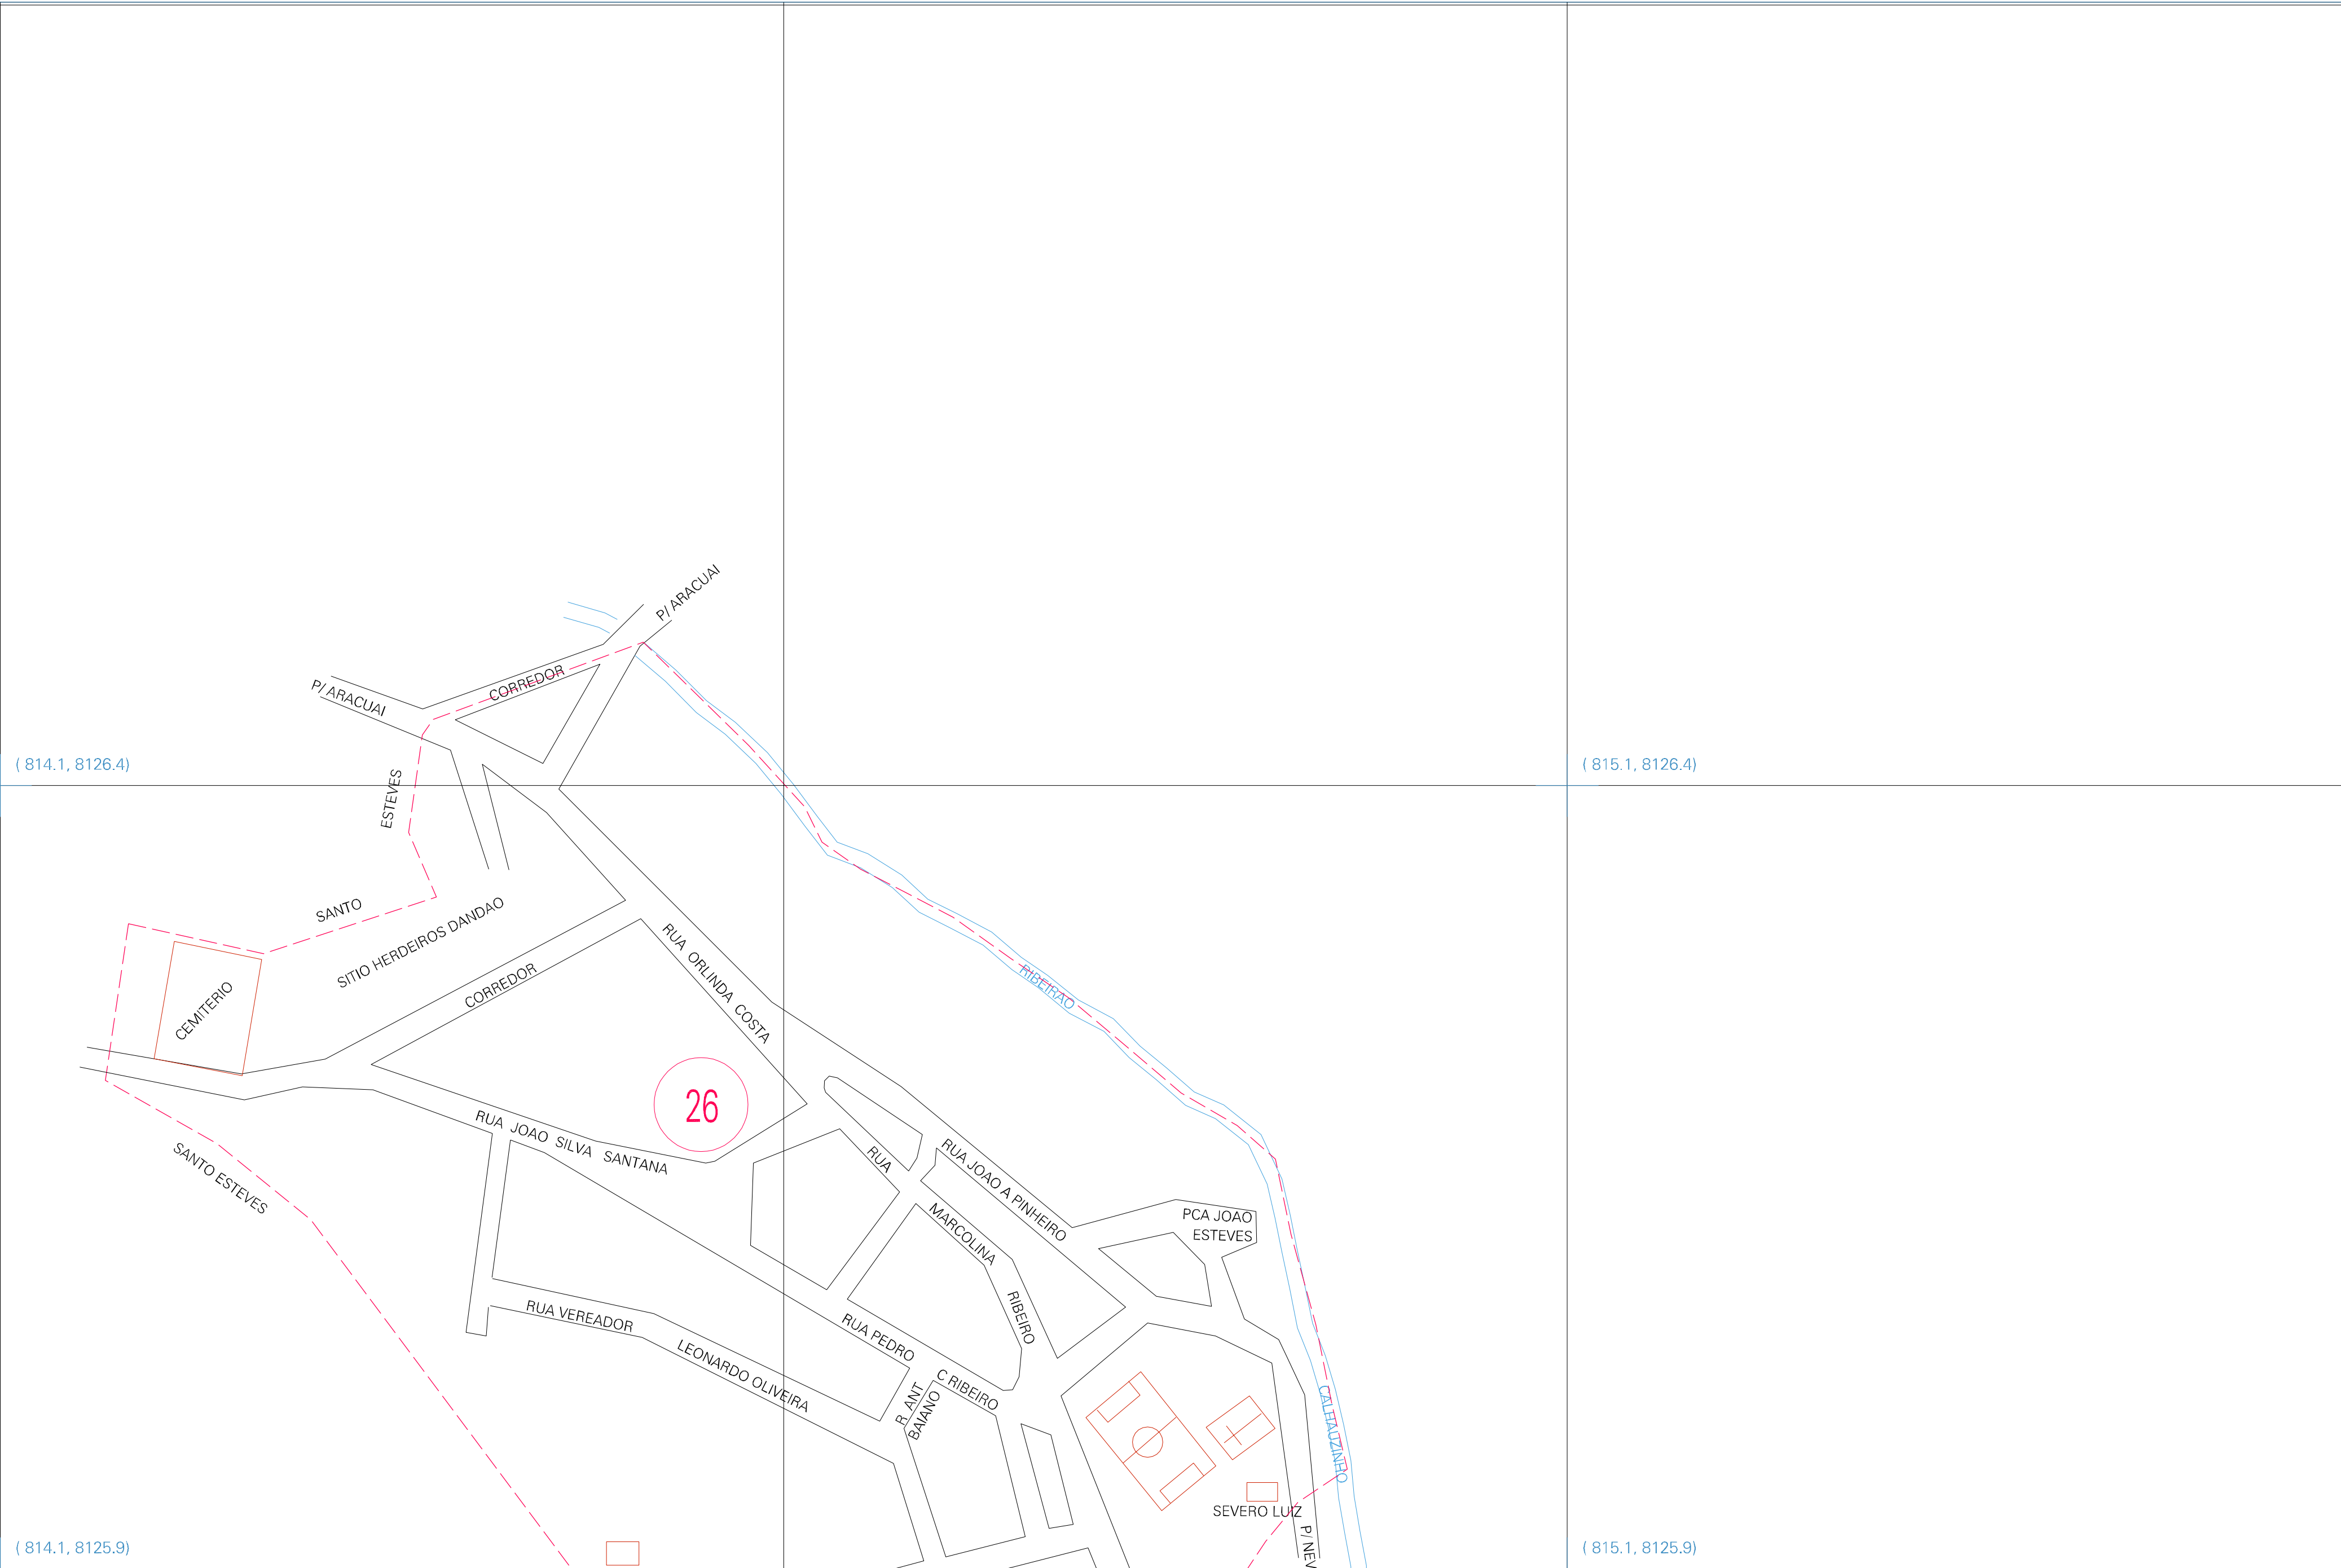 P/ ARACUAI
CORREDOR
P/ ARACUAI
( 814.1, 8126.4)
( 815.1, 8126.4)
ESTEVES
SANTO
SITIO HERDEIROS DANDAO
CORREDOR
CEMITERIO
RUA ORLINDA COSTA
RIBEIRAO
26
RUA JOAO SILVA SANTANA
SANTO ESTEVES
RUA
MARCOLINA
RIBEIRO
RUA JOAO A PINHEIRO
PCA JOAO
ESTEVES
RUA VEREADOR
LEONARDO OLIVEIRA
RUA PEDRO
C RIBEIRO
R. ANT
BAIANO
CALHAUZINHO
SEVERO LUIZ
P/ NEV
( 814.1, 8125.9)
( 815.1, 8125.9)